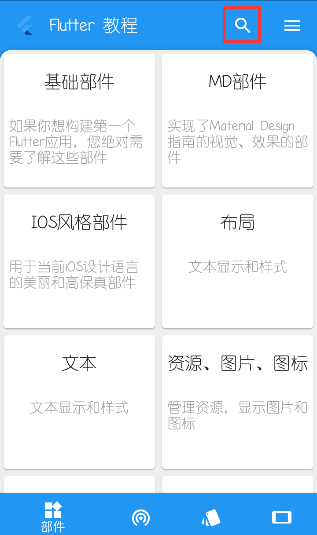 Flutter 教程
基础部件
如果你想构建第一个
Flutter应用，您绝对需
要了解这些部件
MD部件
实现了Material Design
指南的视觉、效果的部
件
IOS风格部件
用于当前iOS设计语言
的美丽和高保真部件
布局
文本显示和样式
文本
文本显示和样式
资源、图片、图标
管理资源，显示图片和
图标
部件